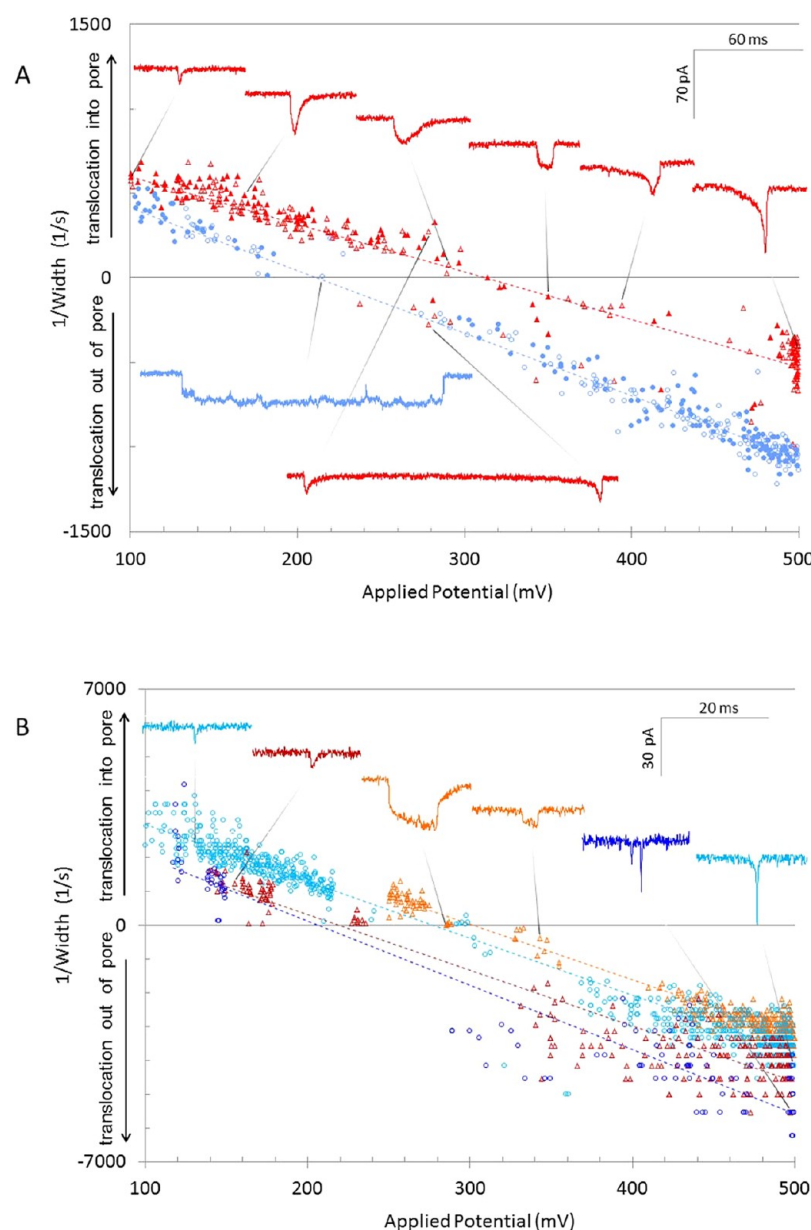 A
1500
60 ms
70 pA
translocation into pore
1/Width (1/s)
0
translocation out of pore
-1500
100
200
300
400
500
Applied Potential (mV)
B
7000
20 ms
30 pA
translocation into pore
1/Width (1/s)
0
translocation out of pore
-7000
100
200
300
400
500
Applied Potential (mV)